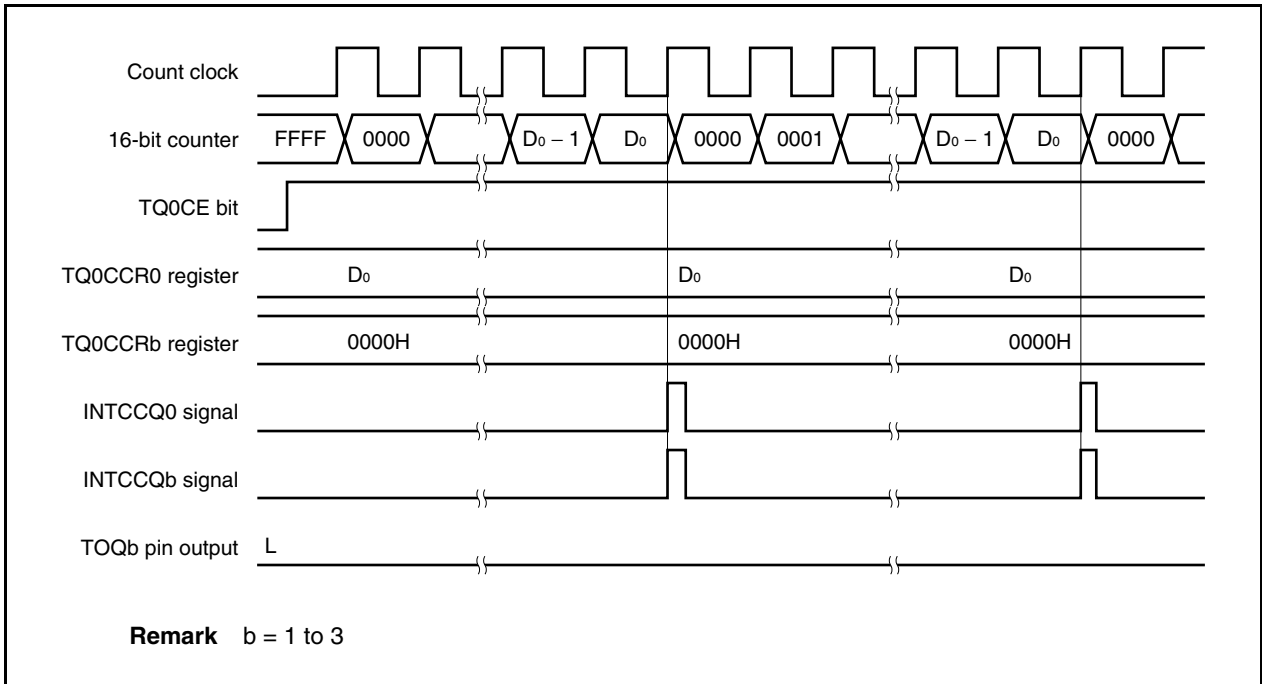 Count clock
16-bit counter FFFF 0000 D₀ − 1 D₀ 0000 0001 D₀ − 1 D₀ 0000
TQ0CE bit
TQ0CCR0 register D₀ D₀ D₀
TQ0CCRb register 0000H 0000H 0000H
INTCCQ0 signal
INTCCQb signal
TOQb pin output L
Remark b = 1 to 3